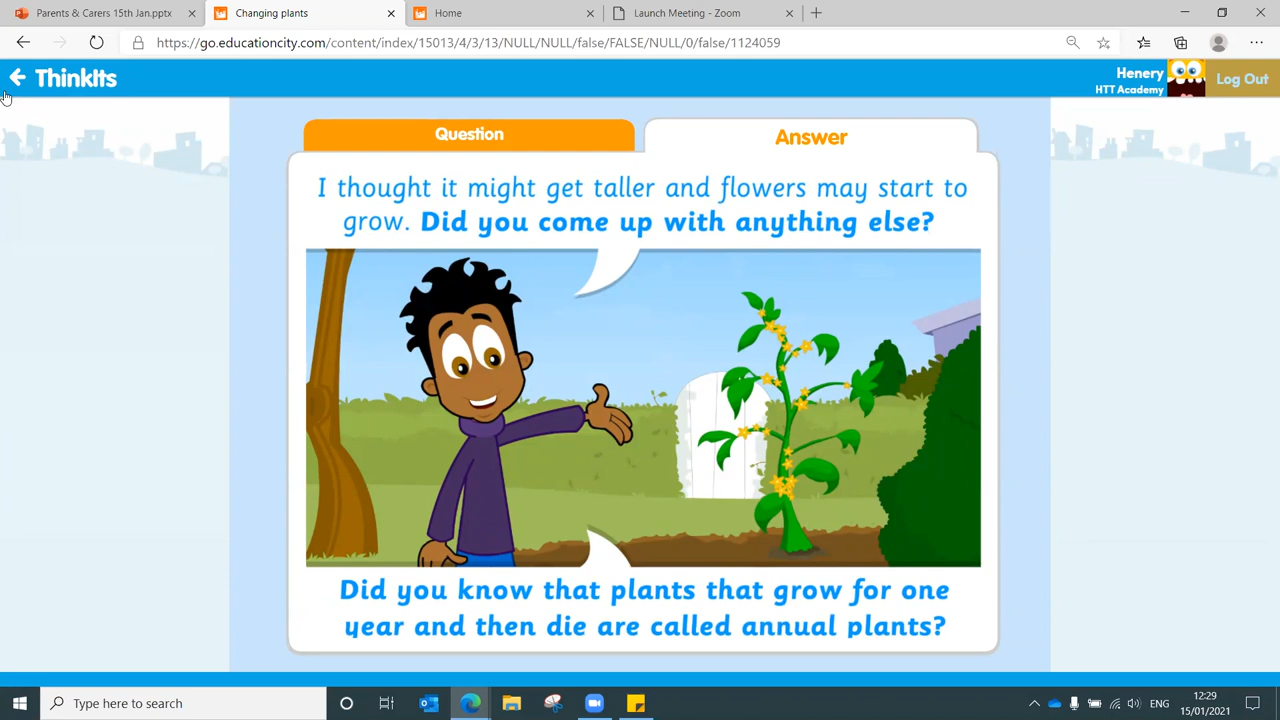 Parents & Carers 15th Jan.pptx
Changing plants
Home
Launch Meeting - Zoom
https://go.educationcity.com/content/index/15013/4/3/13/NULL/NULL/false/FALSE/NULL/0/false/1124059
ThinkIts
Henery
HTT Academy
Log Out
Question
Answer
I thought it might get taller and flowers may start to
grow. Did you come up with anything else?
Did you know that plants that grow for one
year and then die are called annual plants?
Type here to search
ENG
12:29
15/01/2021